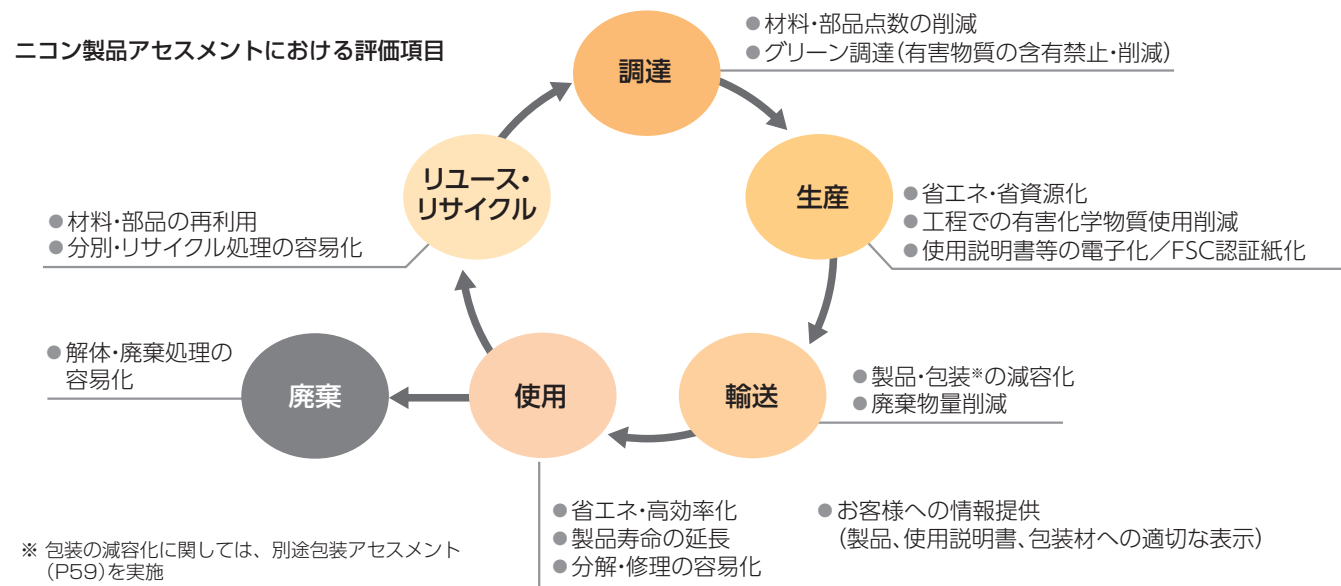 ニコン製品アセスメントにおける評価項目
調達
●材料・部品点数の削減
●グリーン調達(有害物質の含有禁止・削減)
生産
●省エネ・省資源化
●工程での有害化学物質使用削減
●使用説明書等の電子化／FSC認証紙化
輸送
●製品・包装※の減容化
●廃棄物量削減
使用
●省エネ・高効率化
●製品寿命の延長
●分解・修理の容易化
●お客様への情報提供
(製品、使用説明書、包装材への適切な表示)
廃棄
●解体・廃棄処理の
容易化
リユース・
リサイクル
●材料・部品の再利用
●分別・リサイクル処理の容易化
※ 包装の減容化に関しては、別途包装アセスメント
(P59)を実施